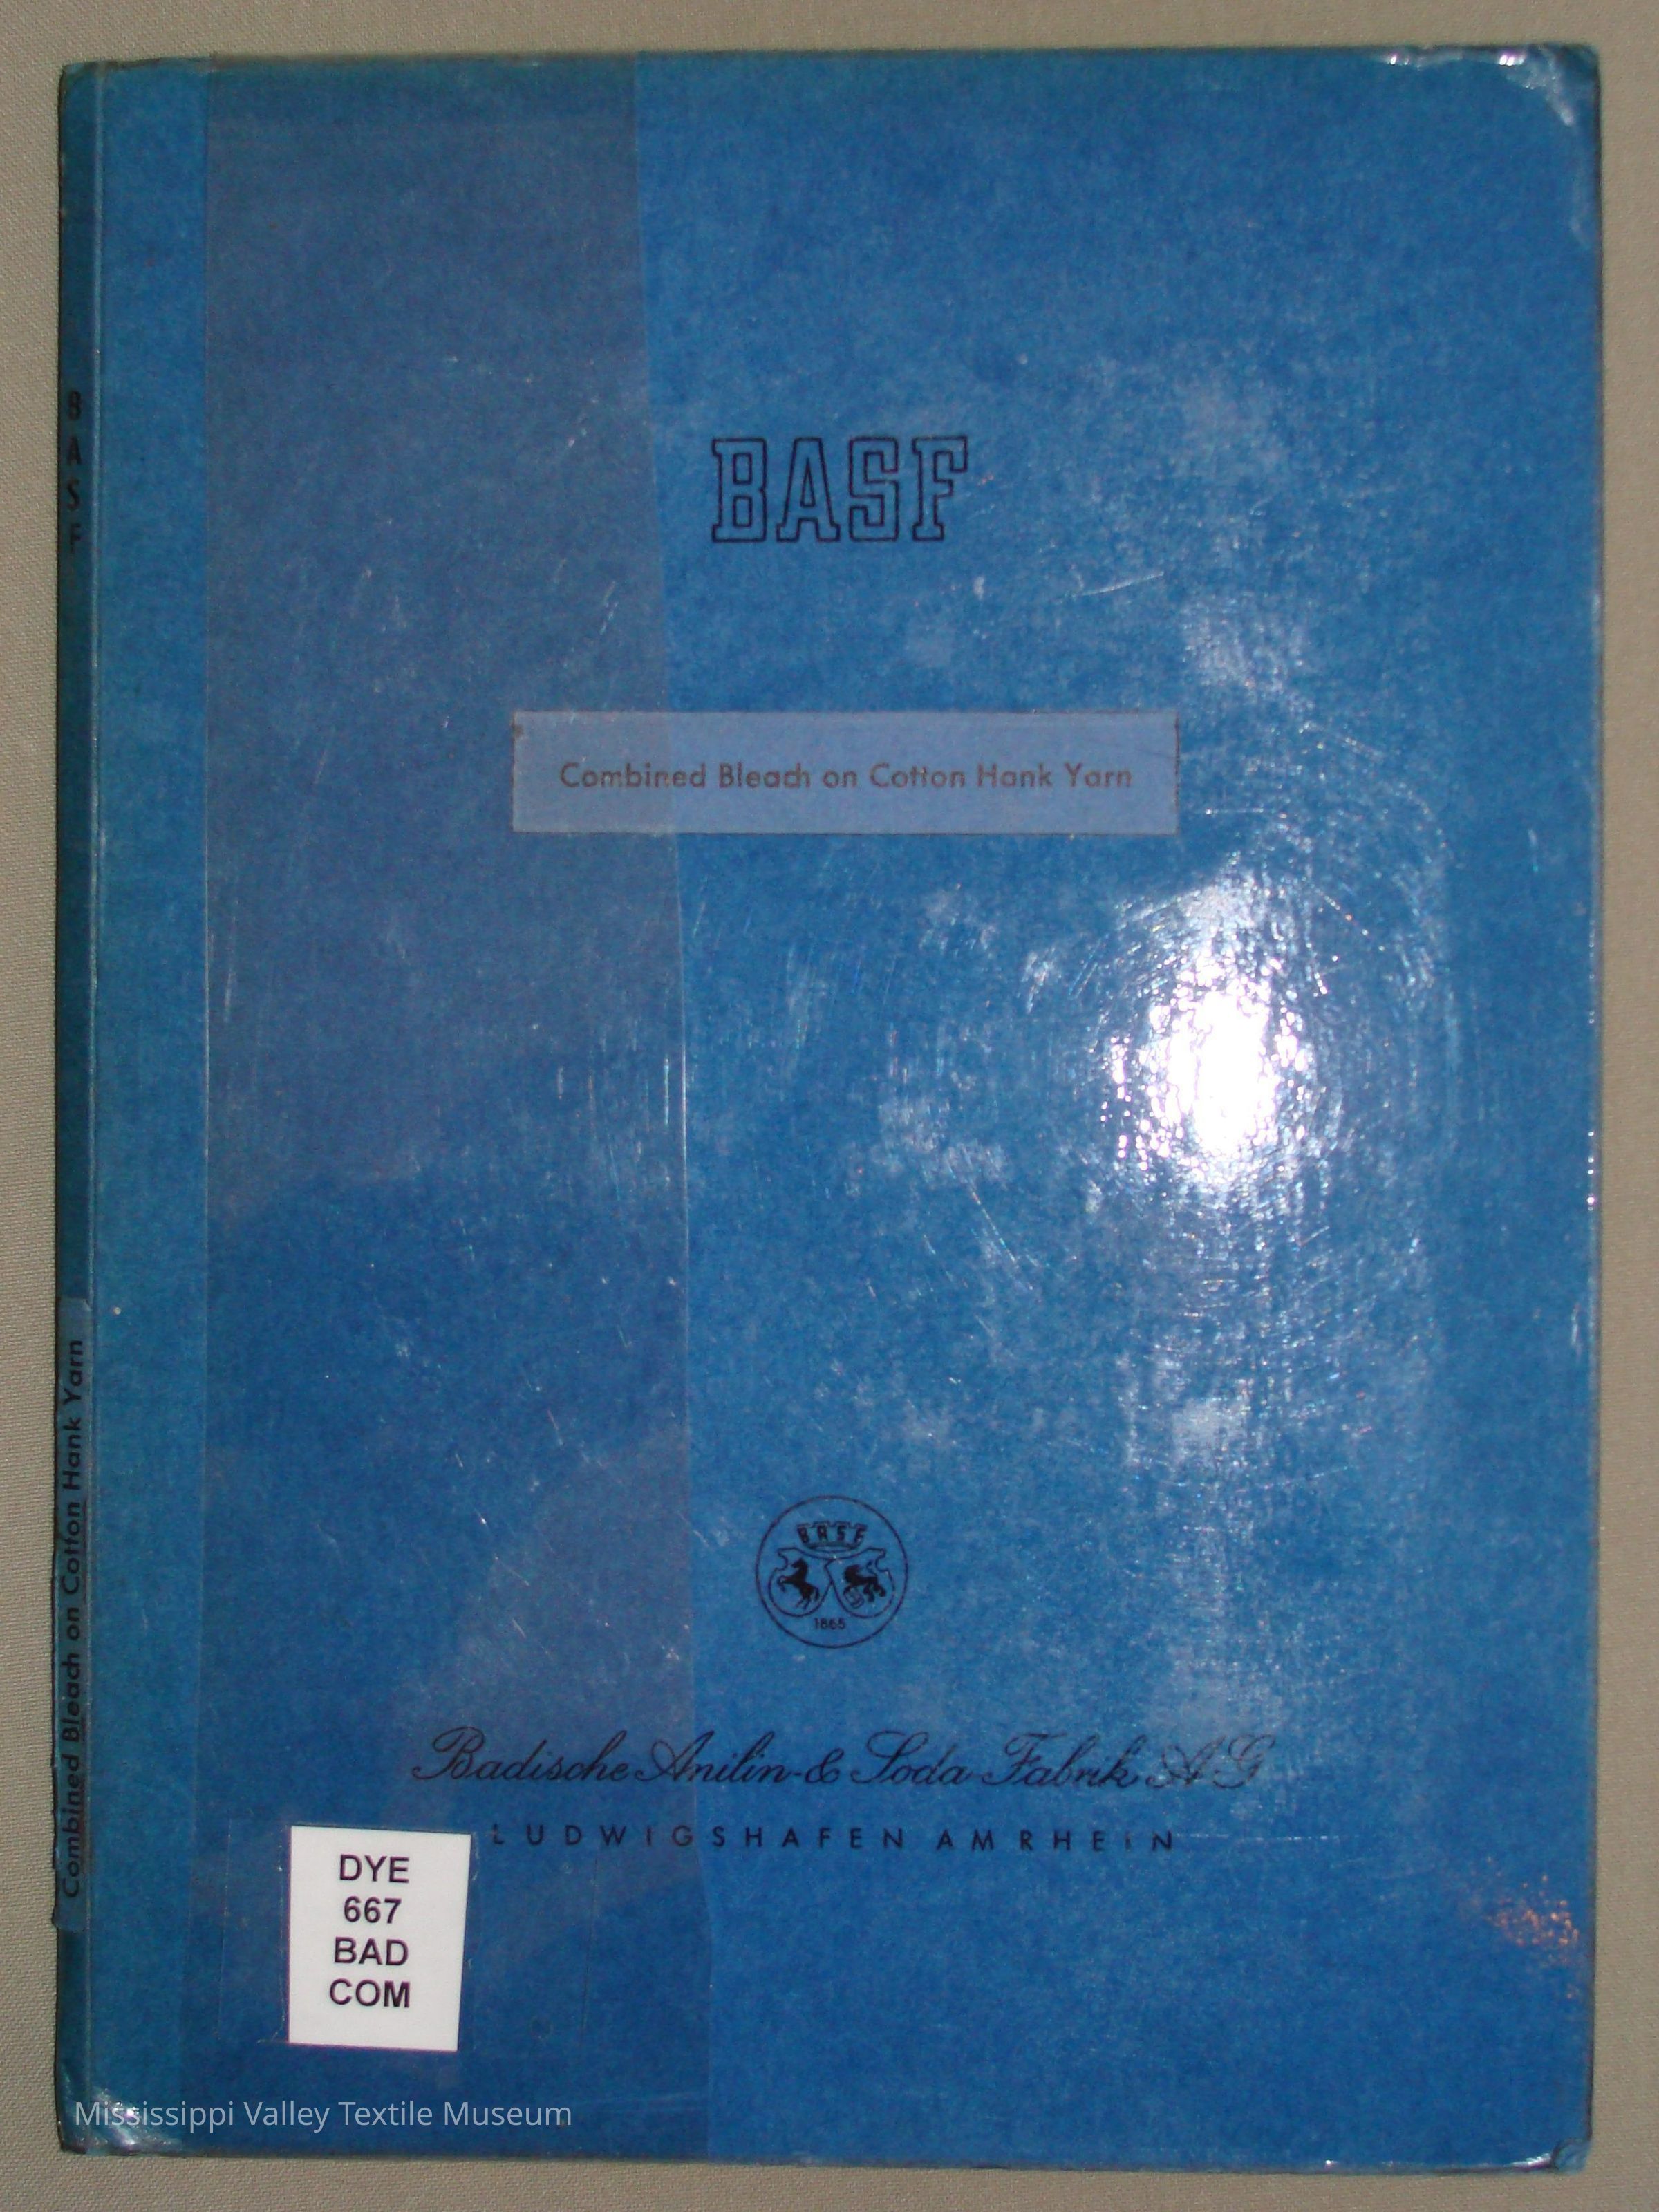 BASF
Combined Bleach on Cotton Hank Yarn
BASF
1865
Badische Anilin- & Soda-Fabrik AG
LUDWIGSHAFEN AM RHEIN
DYE
667
BAD
COM
BASF
Combined Bleach on Cotton Hank Yarn
Mississippi Valley Textile Museum